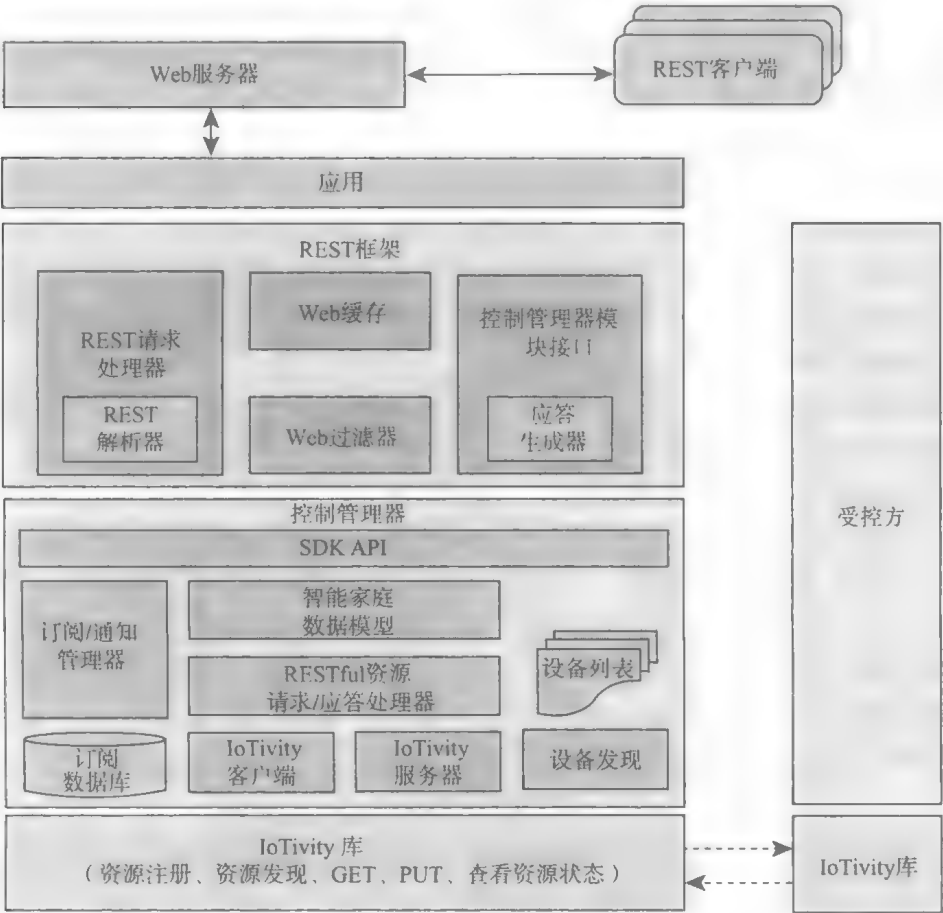 Web服务器
REST客户端
应用
REST框架
REST请求
处理器
REST
解析器
Web缓存
Web过滤器
控制管理器模
块接口
应答
生成器
控制管理器
SDK API
订阅/通知
管理器
智能家庭
数据模型
RESTful资源
请求/应答处理器
设备列表
订阅
数据库
IoTivity
客户端
IoTivity
服务器
设备发现
受控方
IoTivity 库
（资源注册、资源发现、GET、PUT、查看资源状态）
IoTivity库